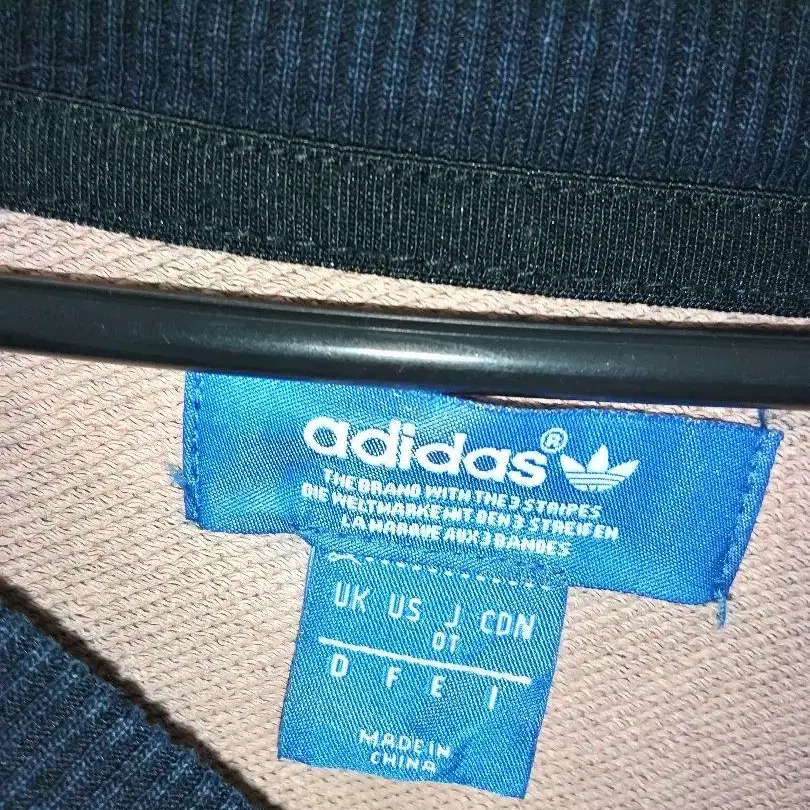 adidas®
THE BRAND WITH THE 3 STRIPES
DIE WELTMARKE MIT DEN 3 STREIFEN
LA MARQUE AUX 3 BANDES
UK US J CDN
OT
D F E I
MADE IN
CHINA